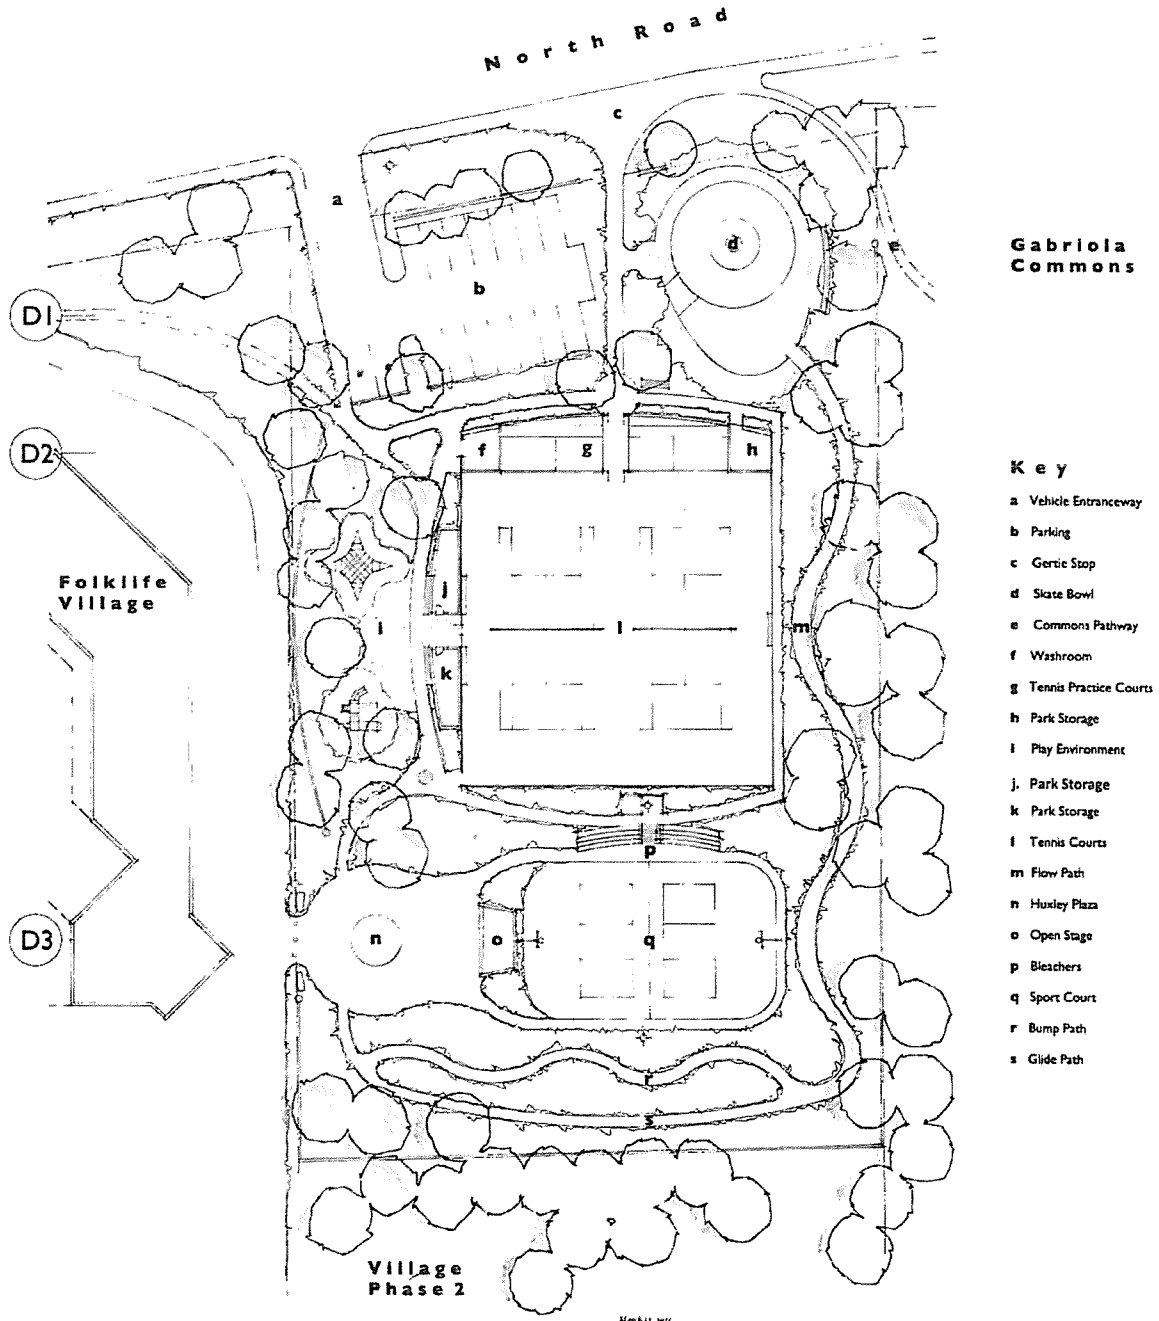 North Road
c
a
d
e
Gabriola
Commons
b
D1
D2
f
g
h
Key
a Vehicle Entranceway
b Parking
c Gertie Stop
d Skate Bowl
e Commons Pathway
f Washroom
g Tennis Practice Courts
h Park Storage
i Play Environment
j. Park Storage
k Park Storage
l Tennis Courts
m Flow Path
n Huxley Plaza
o Open Stage
p Bleachers
q Sport Court
r Bump Path
s Glide Path
Folklife
Village
j
i
l
m
k
p
D3
n
o
q
r
s
Village
Phase 2